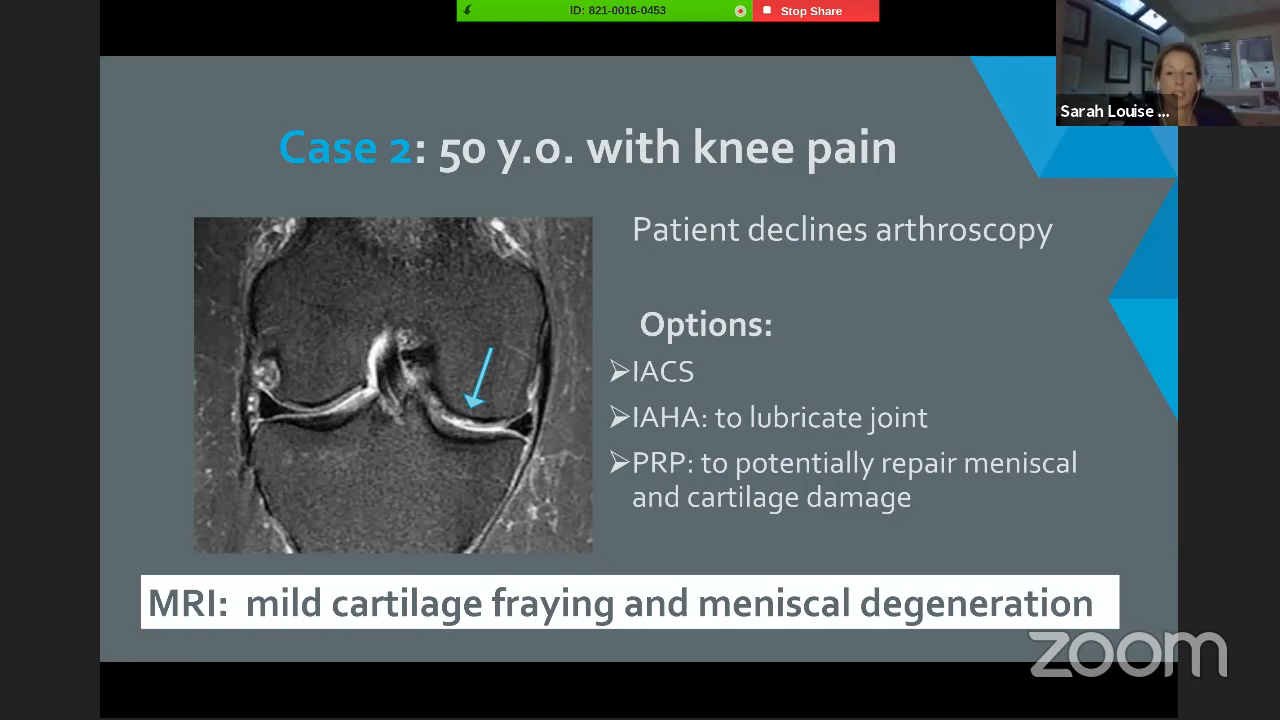 ID: 821-0016-0453
Stop Share
Sarah Louise ...
Case 2: 50 y.o. with knee pain
Patient declines arthroscopy
Options:
➢IACS
➢IAHA: to lubricate joint
➢PRP: to potentially repair meniscal
and cartilage damage
MRI: mild cartilage fraying and meniscal degeneration
zoom